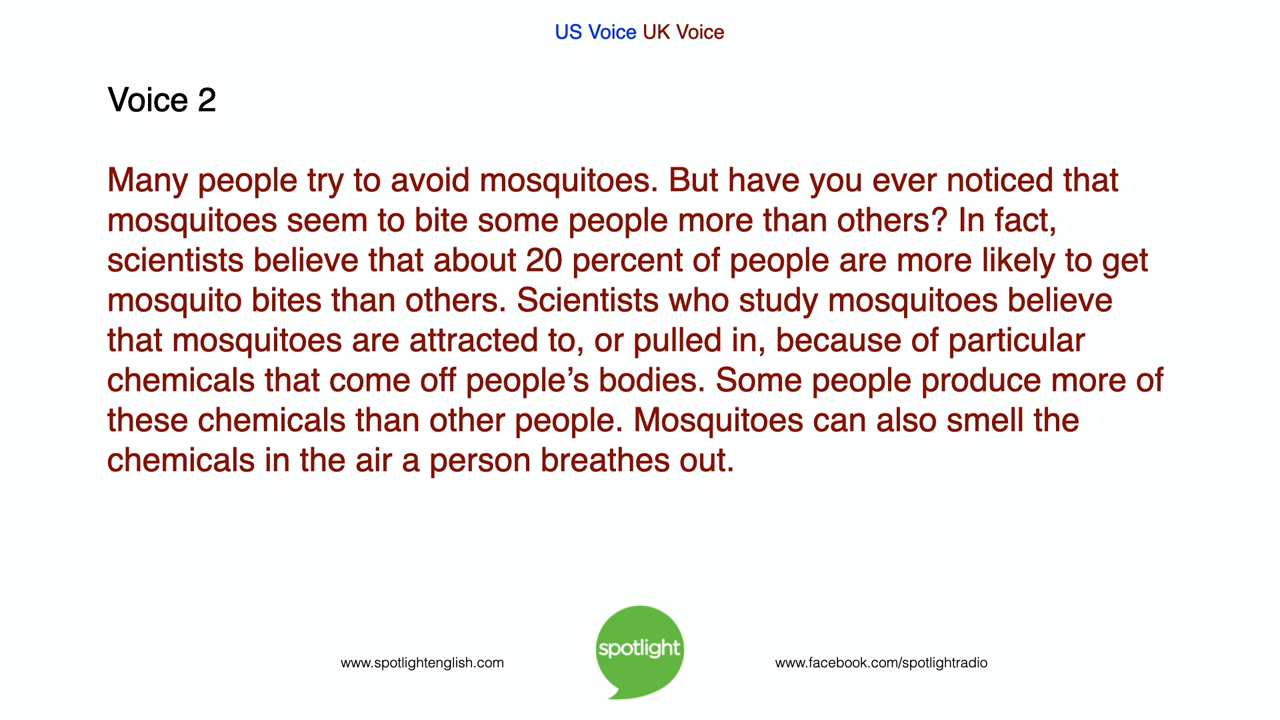 US Voice UK Voice
Voice 2
Many people try to avoid mosquitoes. But have you ever noticed that
mosquitoes seem to bite some people more than others? In fact,
scientists believe that about 20 percent of people are more likely to get
mosquito bites than others. Scientists who study mosquitoes believe
that mosquitoes are attracted to, or pulled in, because of particular
chemicals that come off people’s bodies. Some people produce more of
these chemicals than other people. Mosquitoes can also smell the
chemicals in the air a person breathes out.
www.spotlightenglish.com
spotlight
www.facebook.com/spotlightradio